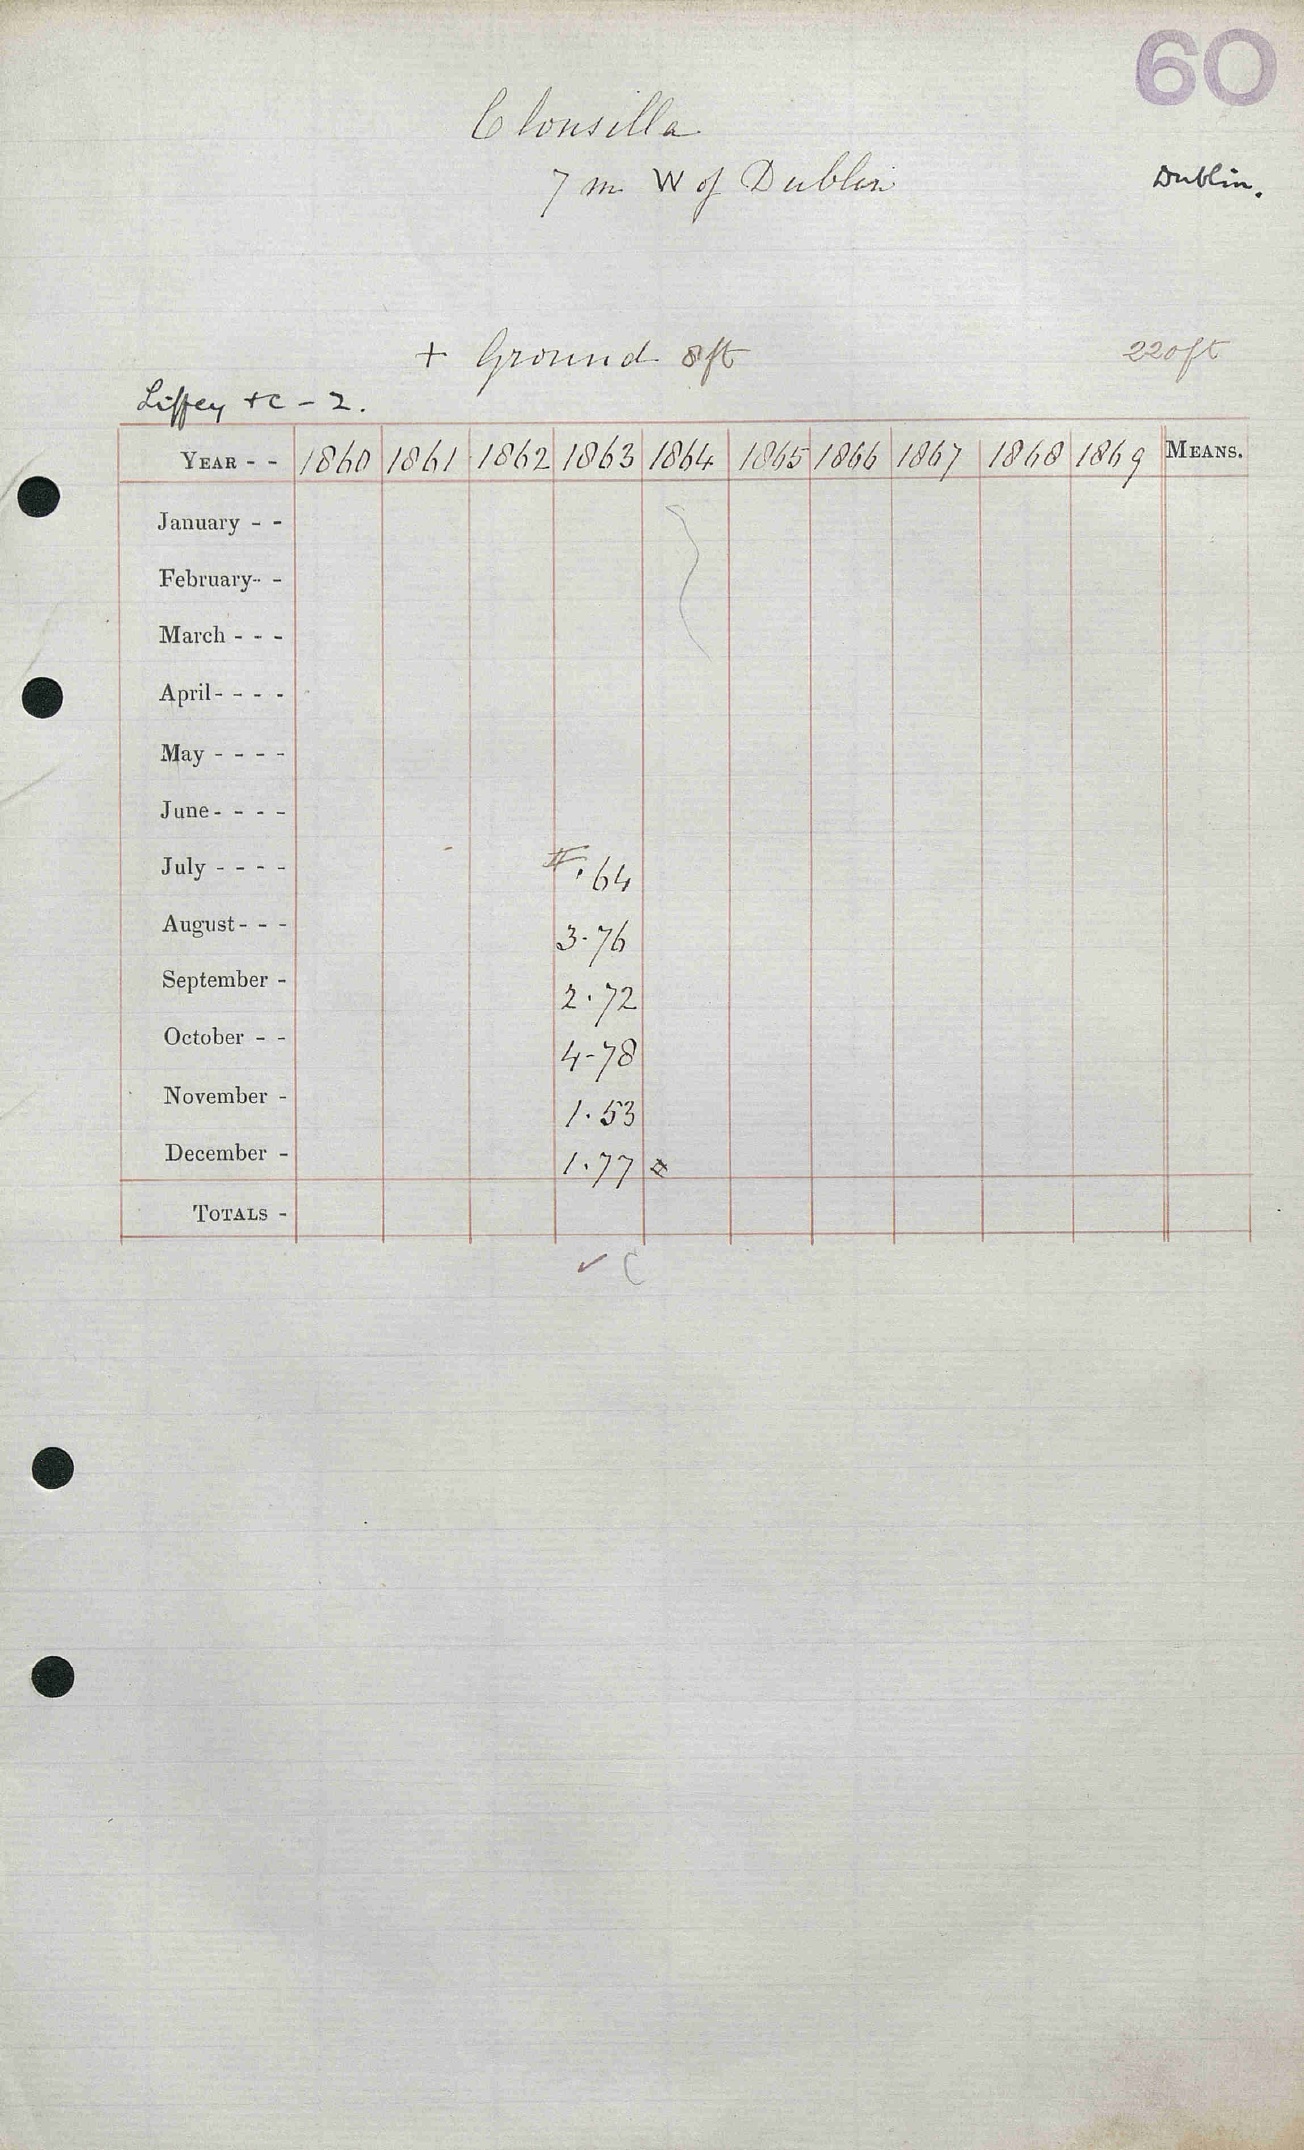 60
Clonsilla
7 m W of Dublin
Dublin.
+ Ground 8ft
220ft
Liffey +c - 2.
YEAR - - 1860 1861 1862 1863 1864 1865 1866 1867 1868 1869 MEANS.
January - -
February - -
March - - -
April - - - -
May - - - -
June - - - -
July - - - - # .64
August - - - 3.76
September - 2.72
October - - 4.78
November - 1.53
December - 1.77 #
TOTALS -
✓ C